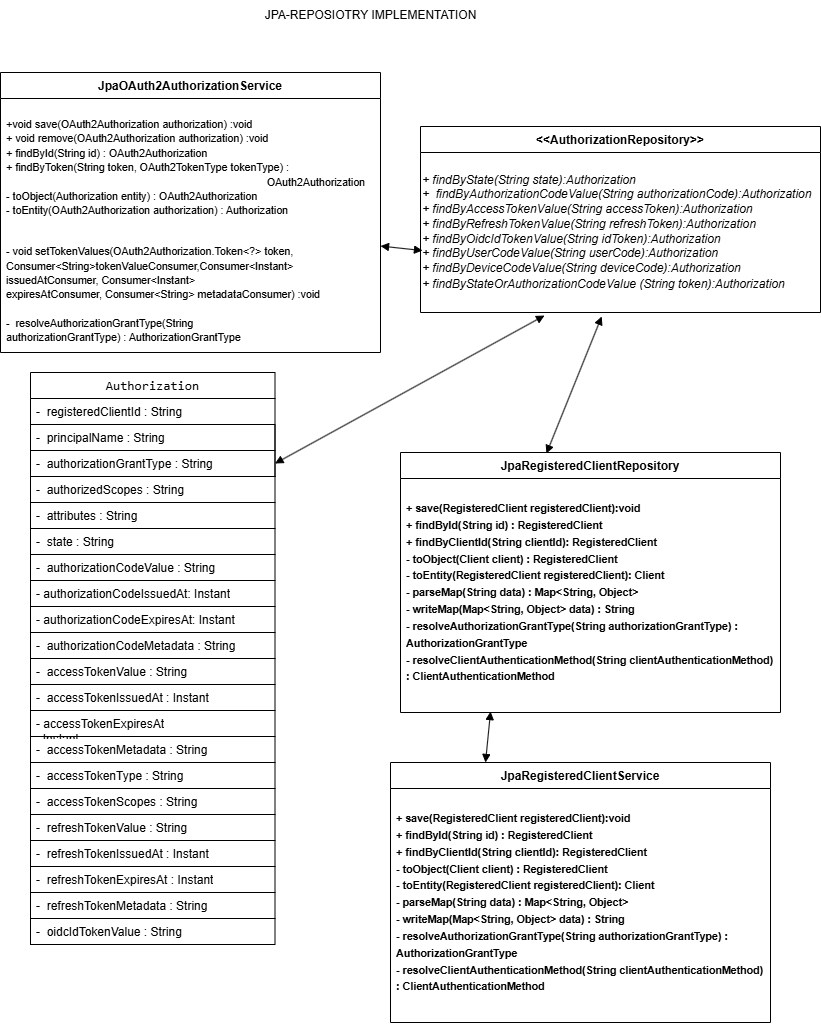 JPA-REPOSIOTRY IMPLEMENTATION
JpaOAuth2AuthorizationService
+void save(OAuth2Authorization authorization) :void
+ void remove(OAuth2Authorization authorization) :void
+ findById(String id) : OAuth2Authorization
+ findByToken(String token, OAuth2TokenType tokenType) :
OAuth2Authorization
- toObject(Authorization entity) : OAuth2Authorization
- toEntity(OAuth2Authorization authorization) : Authorization
- void setTokenValues(OAuth2Authorization.Token<?> token,
Consumer<String>tokenValueConsumer,Consumer<Instant>
issuedAtConsumer, Consumer<Instant>
expiresAtConsumer, Consumer<String> metadataConsumer) :void
- resolveAuthorizationGrantType(String
authorizationGrantType) : AuthorizationGrantType
<<AuthorizationRepository>>
+ findByState(String state):Authorization
+ findByAuthorizationCodeValue(String authorizationCode):Authorization
+ findByAccessTokenValue(String accessToken):Authorization
+ findByRefreshTokenValue(String refreshToken):Authorization
+ findByOidcIdTokenValue(String idToken):Authorization
+ findByUserCodeValue(String userCode):Authorization
+ findByDeviceCodeValue(String deviceCode):Authorization
+ findByStateOrAuthorizationCodeValue (String token):Authorization
Authorization
- registeredClientId : String
- principalName : String
- authorizationGrantType : String
- authorizedScopes : String
- attributes : String
- state : String
- authorizationCodeValue : String
- authorizationCodeIssuedAt: Instant
- authorizationCodeExpiresAt: Instant
- authorizationCodeMetadata : String
- accessTokenValue : String
- accessTokenIssuedAt : Instant
- accessTokenExpiresAt
- accessTokenMetadata : String
- accessTokenType : String
- accessTokenScopes : String
- refreshTokenValue : String
- refreshTokenIssuedAt : Instant
- refreshTokenExpiresAt : Instant
- refreshTokenMetadata : String
- oidcIdTokenValue : String
JpaRegisteredClientRepository
+ save(RegisteredClient registeredClient):void
+ findById(String id) : RegisteredClient
+ findByClientId(String clientId): RegisteredClient
- toObject(Client client) : RegisteredClient
- toEntity(RegisteredClient registeredClient): Client
- parseMap(String data) : Map<String, Object>
- writeMap(Map<String, Object> data) : String
- resolveAuthorizationGrantType(String authorizationGrantType) :
AuthorizationGrantType
- resolveClientAuthenticationMethod(String clientAuthenticationMethod)
: ClientAuthenticationMethod
JpaRegisteredClientService
+ save(RegisteredClient registeredClient):void
+ findById(String id) : RegisteredClient
+ findByClientId(String clientId): RegisteredClient
- toObject(Client client) : RegisteredClient
- toEntity(RegisteredClient registeredClient): Client
- parseMap(String data) : Map<String, Object>
- writeMap(Map<String, Object> data) : String
- resolveAuthorizationGrantType(String authorizationGrantType) :
AuthorizationGrantType
- resolveClientAuthenticationMethod(String clientAuthenticationMethod)
: ClientAuthenticationMethod